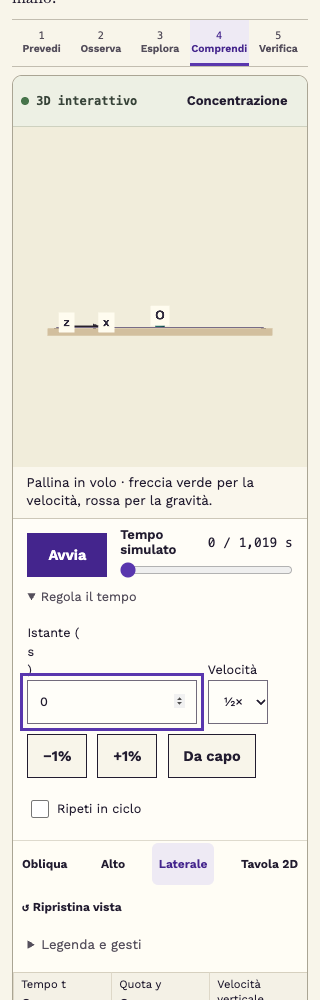 1
Prevedi
2
Osserva
3
Esplora
4
Comprendi
5
Verifica
3D interattivo
Concentrazione
z
x
O
Pallina in volo · freccia verde per la
velocità, rossa per la gravità.
Avvia
Tempo
simulato
0 / 1,019 s
▼ Regola il tempo
Istante (
s
)
Velocità
0
½×
−1%
+1%
Da capo
Ripeti in ciclo
Obliqua
Alto
Laterale
Tavola 2D
↺ Ripristina vista
▶ Legenda e gesti
Tempo t
Quota y
Velocità
verticale